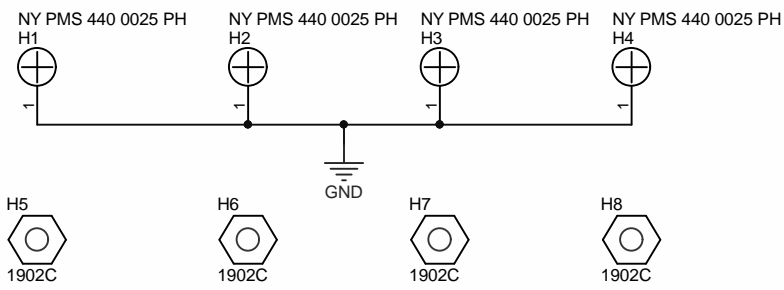 NY PMS 440 0025 PH NY PMS 440 0025 PH NY PMS 440 0025 PH NY PMS 440 0025 PH
H1 H2 H3 H4
1 1 1 1
GND
H5 H6 H7 H8
1902C 1902C 1902C 1902C